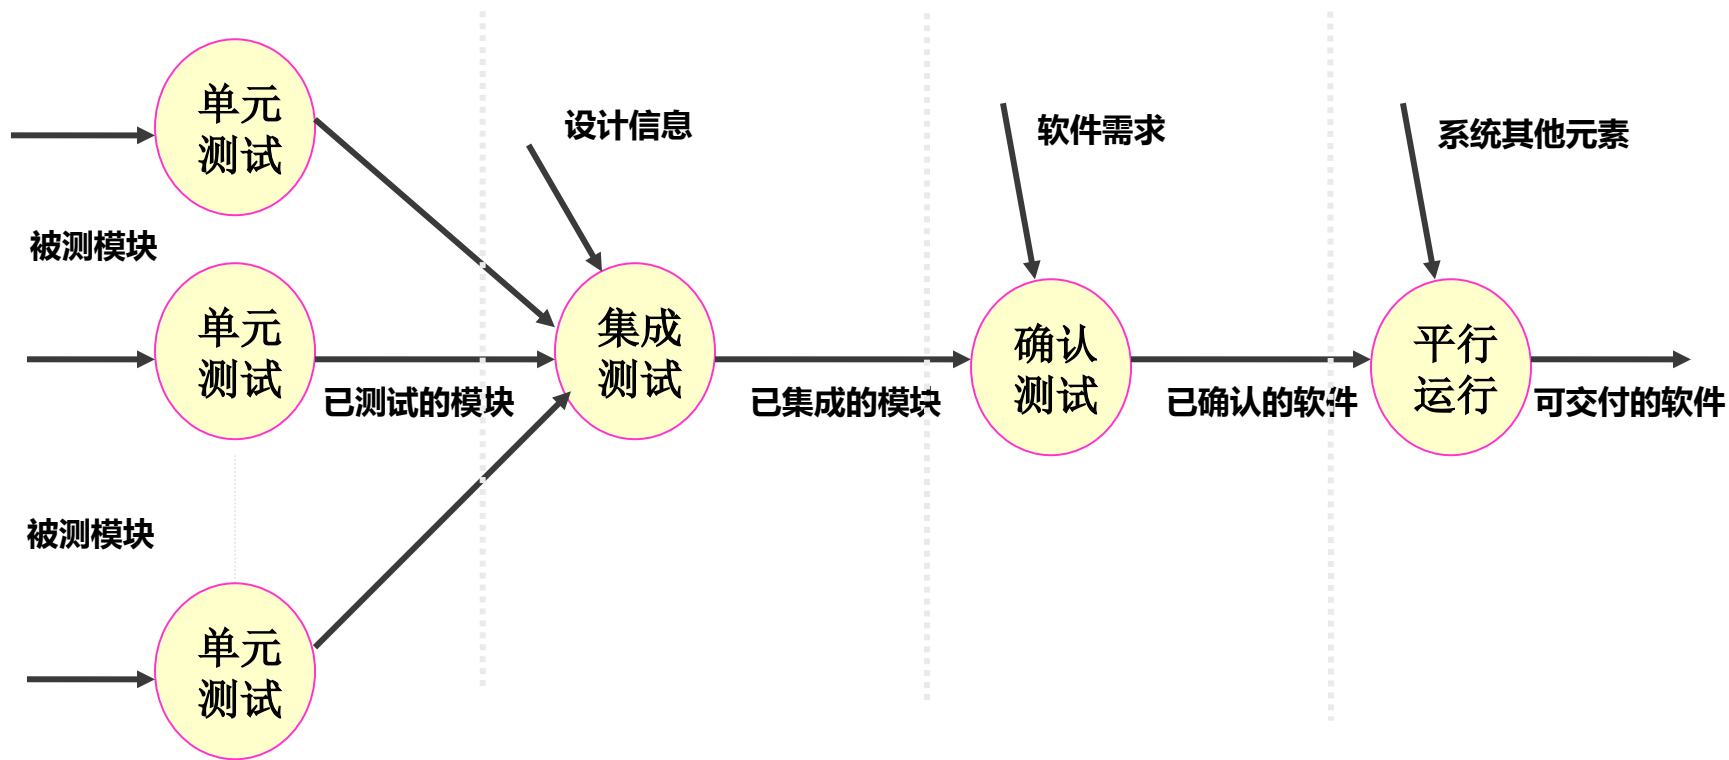 单元
测试
设计信息
软件需求
系统其他元素
被测模块
单元
测试
集成
测试
确认
测试
平行
运行
已测试的模块
已集成的模块
已确认的软件
可交付的软件
被测模块
单元
测试